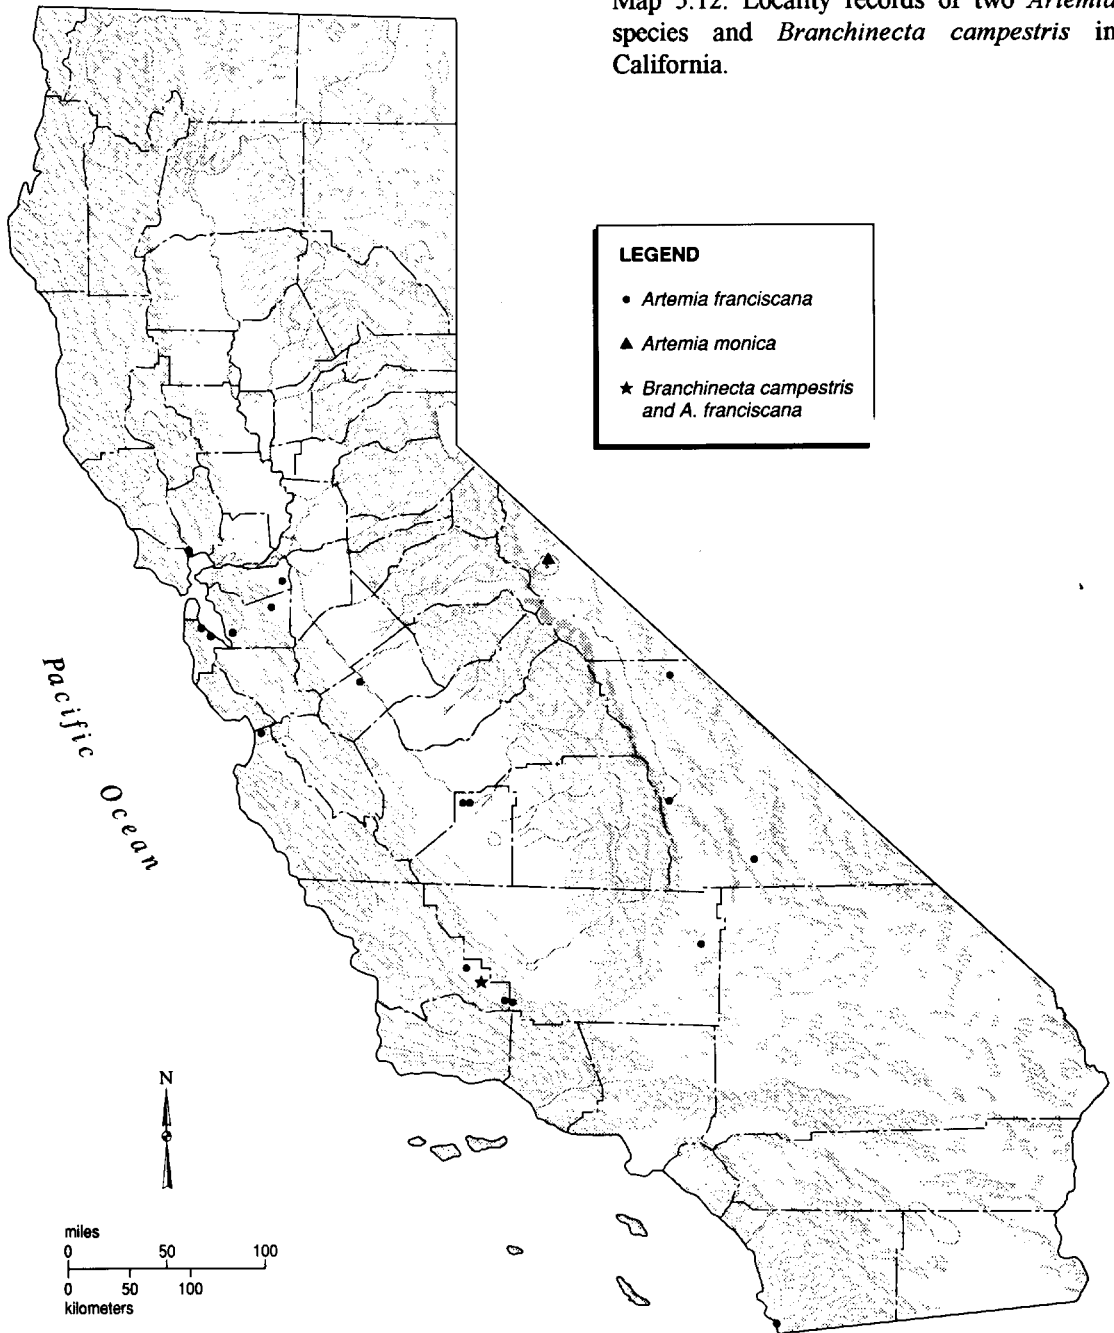 Map 5.12. Locality records of two Artemia
species and Branchinecta campestris in
California.
LEGEND
Artemia franciscana
Artemia monica
Branchinecta campestris
and A. franciscana
Pacific Ocean
N
miles
0 50 100
0 50 100
kilometers